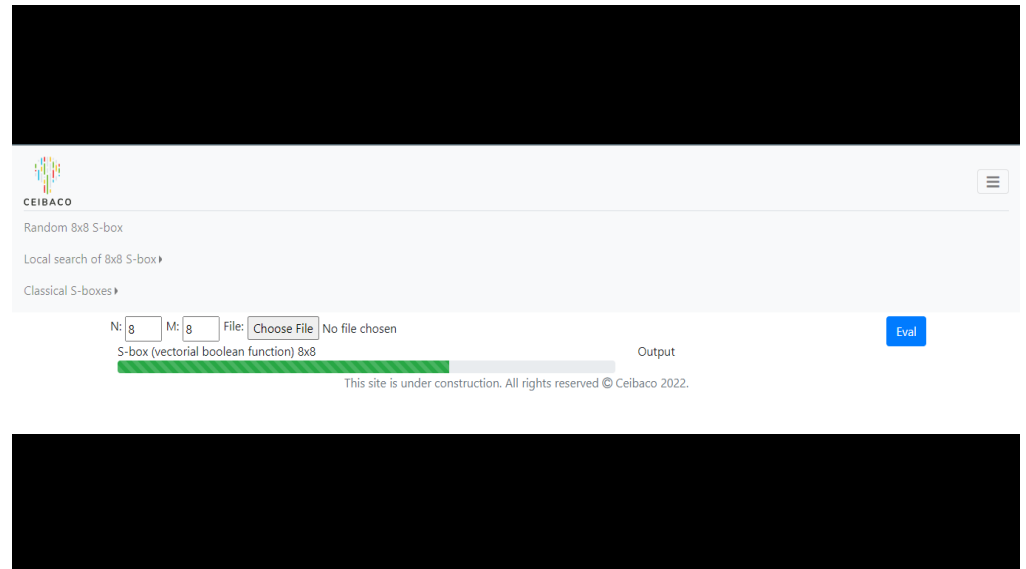 CEIBACO
Random 8x8 S-box
Local search of 8x8 S-box
Classical S-boxes
N: 8 M: 8 File: Choose File No file chosen Eval
S-box (vectorial boolean function) 8x8 Output
This site is under construction. All rights reserved © Ceibaco 2022.